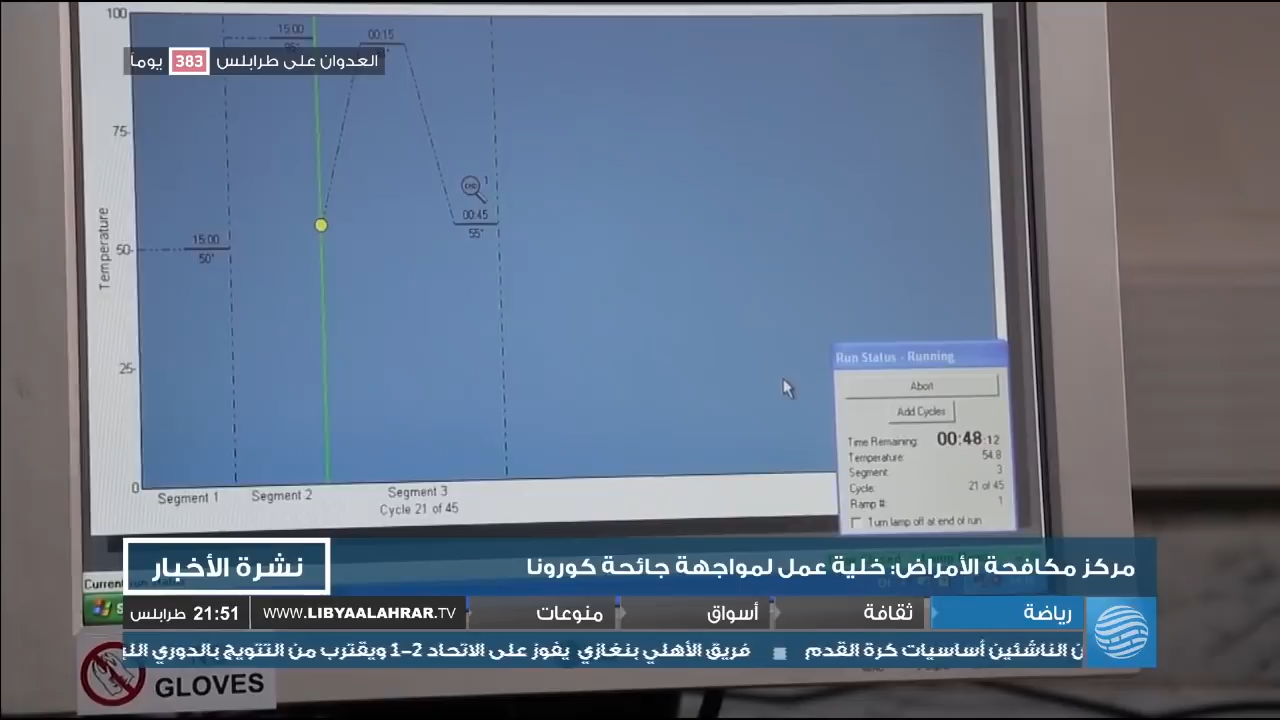 100
15:00
00:15
العدوان على طرابلس 383 يوماً
75
END 1
00:45
55°
Temperature
15:00
50
50°
25
0
Segment 1
Segment 2
Segment 3
Cycle 21 of 45
Run Status - Running
Abort
Add Cycles
Time Remaining: 00:48:12
Temperature: 54.8
Segment: 3
Cycle: 21 of 45
Ramp #: 1
Turn lamp off at end of run
نشرة الأخبار
مركز مكافحة الأمراض: خلية عمل لمواجهة جائحة كورونا
رياضة
ثقافة
أسواق
منوعات
WWW.LIBYAALAHRAR.TV
21:51 طرابلس
الناشئين أساسيات كرة القدم ■ فريق الأهلي بنغازي يفوز على الاتحاد 2-1 ويقترب من التتويج بالدوري
GLOVES